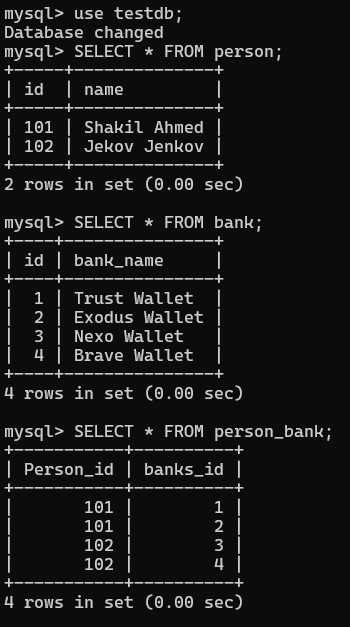 mysql> use testdb;
Database changed
mysql> SELECT * FROM person;
+-----+--------------+
| id  | name         |
+-----+--------------+
| 101 | Shakil Ahmed |
| 102 | Jekov Jenkov |
+-----+--------------+
2 rows in set (0.00 sec)

mysql> SELECT * FROM bank;
+----+---------------+
| id | bank_name     |
+----+---------------+
|  1 | Trust Wallet  |
|  2 | Exodus Wallet |
|  3 | Nexo Wallet   |
|  4 | Brave Wallet  |
+----+---------------+
4 rows in set (0.00 sec)

mysql> SELECT * FROM person_bank;
+-----------+----------+
| Person_id | banks_id |
+-----------+----------+
|       101 |        1 |
|       101 |        2 |
|       102 |        3 |
|       102 |        4 |
+-----------+----------+
4 rows in set (0.00 sec)